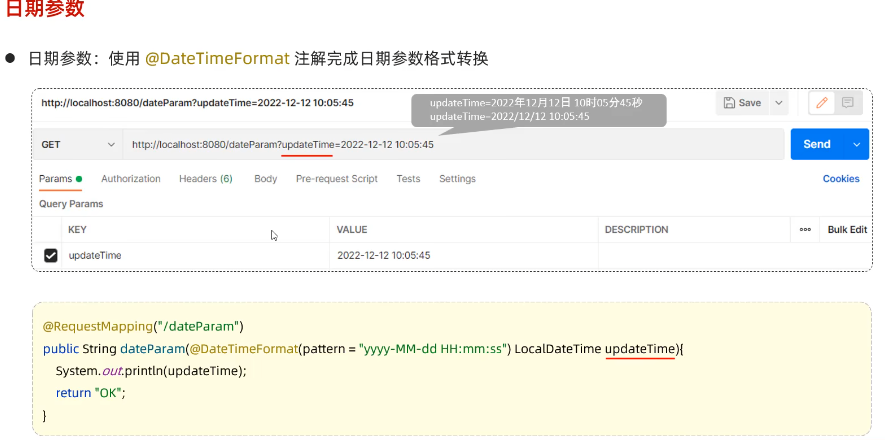 日期参数
● 日期参数：使用 @DateTimeFormat 注解完成日期参数格式转换
http://localhost:8080/dateParam?updateTime=2022-12-12 10:05:45
updateTime=2022年12月12日 10时05分45秒
updateTime=2022/12/12 10:05:45
Save
GET http://localhost:8080/dateParam?updateTime=2022-12-12 10:05:45 Send
Params Authorization Headers (6) Body Pre-request Script Tests Settings Cookies
Query Params
KEY VALUE DESCRIPTION ooo Bulk Edit
updateTime 2022-12-12 10:05:45
@RequestMapping("/dateParam")
public String dateParam(@DateTimeFormat(pattern = "yyyy-MM-dd HH:mm:ss") LocalDateTime updateTime){
System.out.println(updateTime);
return "OK";
}